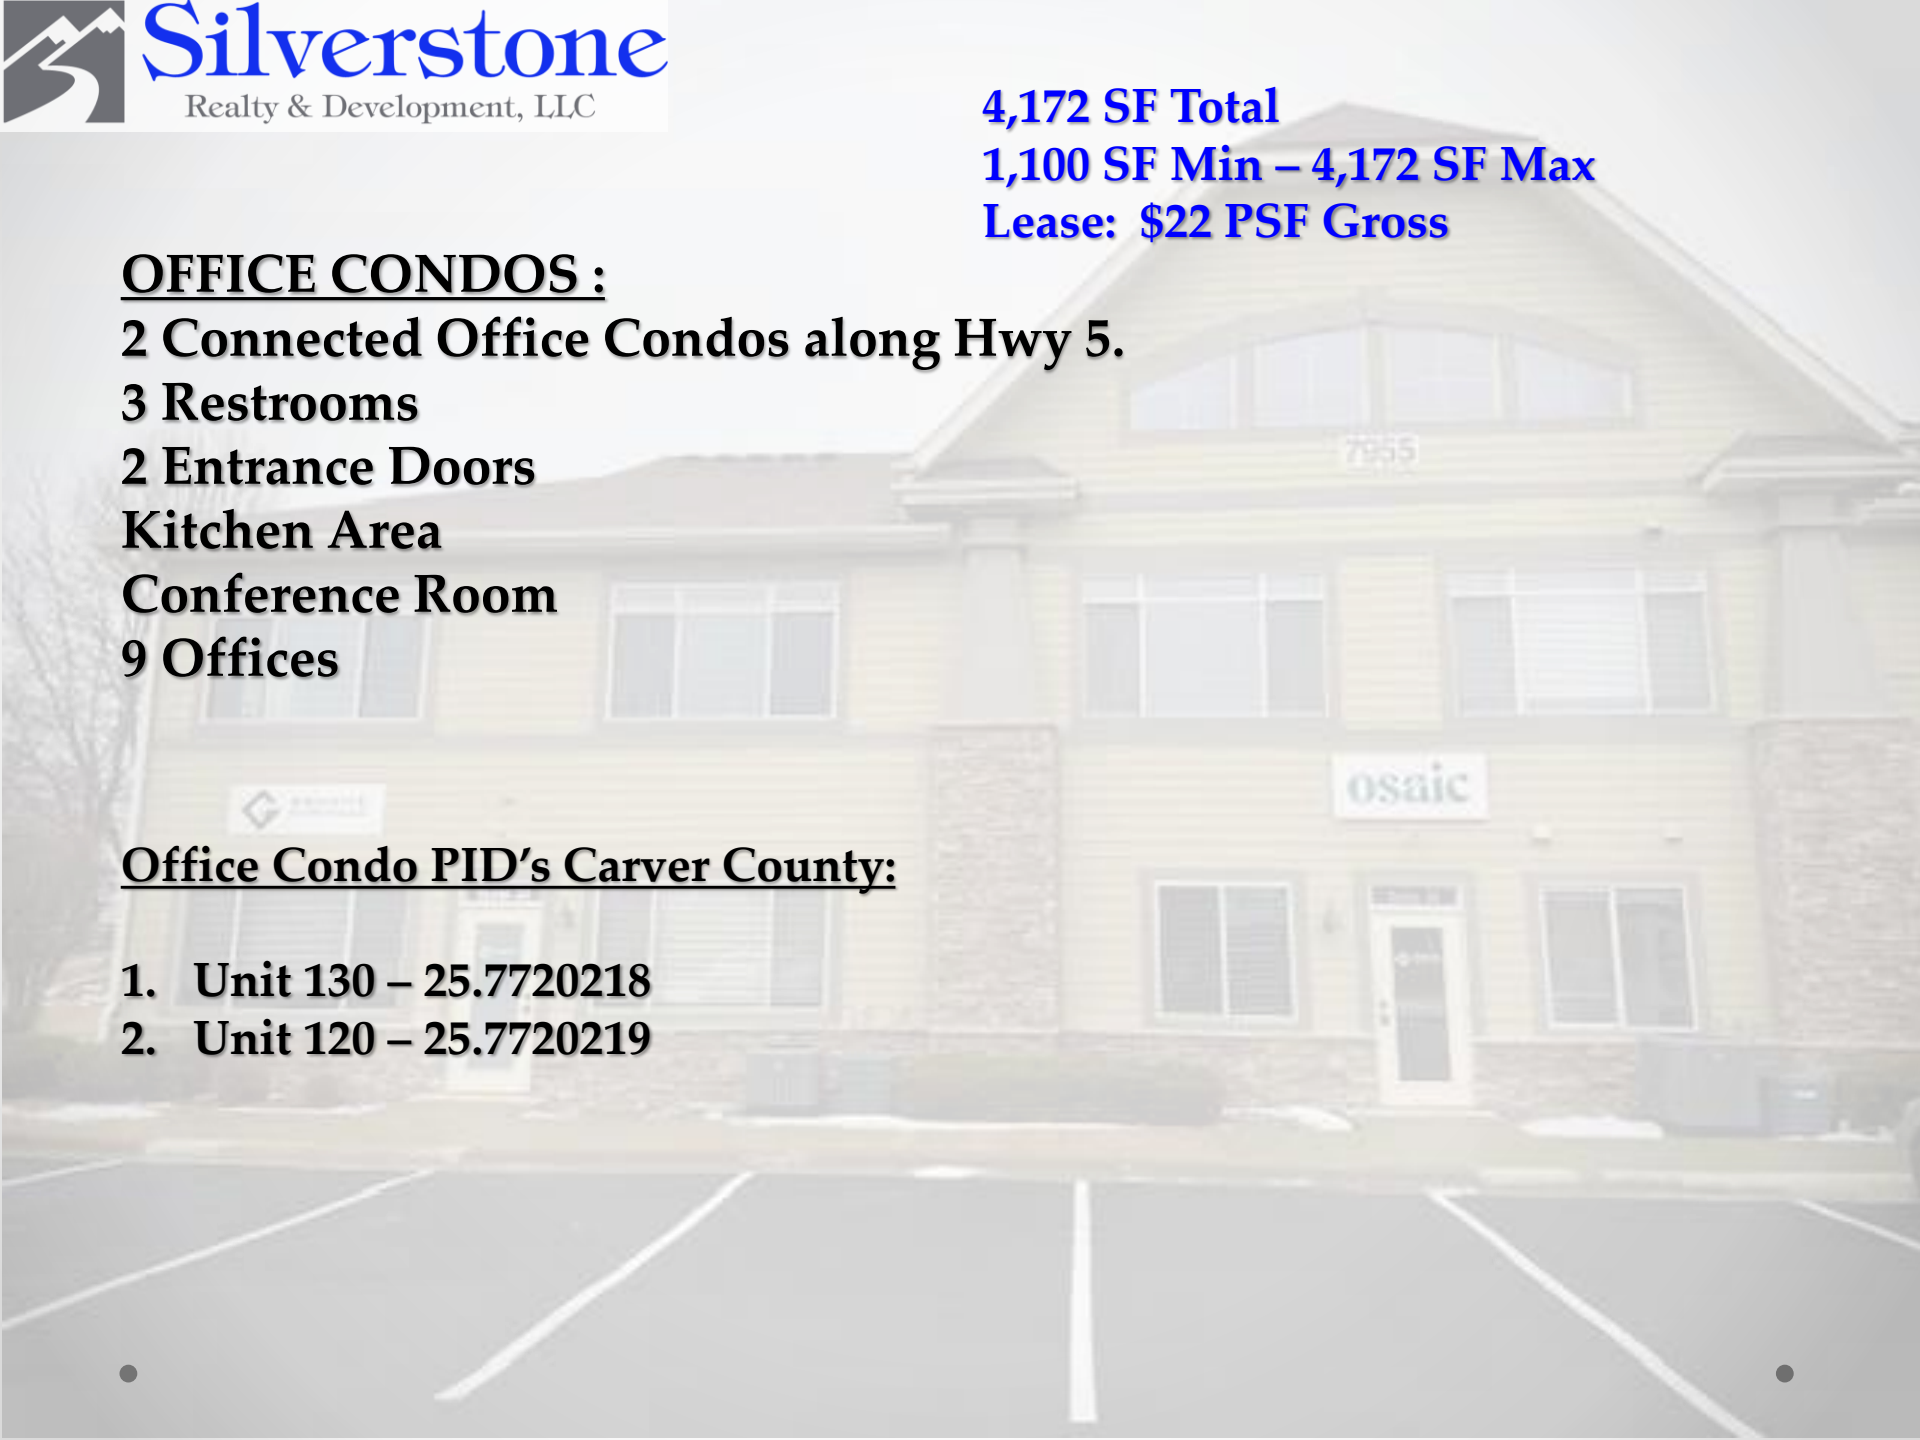 Silverstone
Realty & Development, LLC
4,172 SF Total
1,100 SF Min – 4,172 SF Max
Lease: $22 PSF Gross
OFFICE CONDOS :
2 Connected Office Condos along Hwy 5.
3 Restrooms
2 Entrance Doors
Kitchen Area
Conference Room
9 Offices
7955
osaic
Office Condo PID’s Carver County:
1. Unit 130 – 25.7720218
2. Unit 120 – 25.7720219